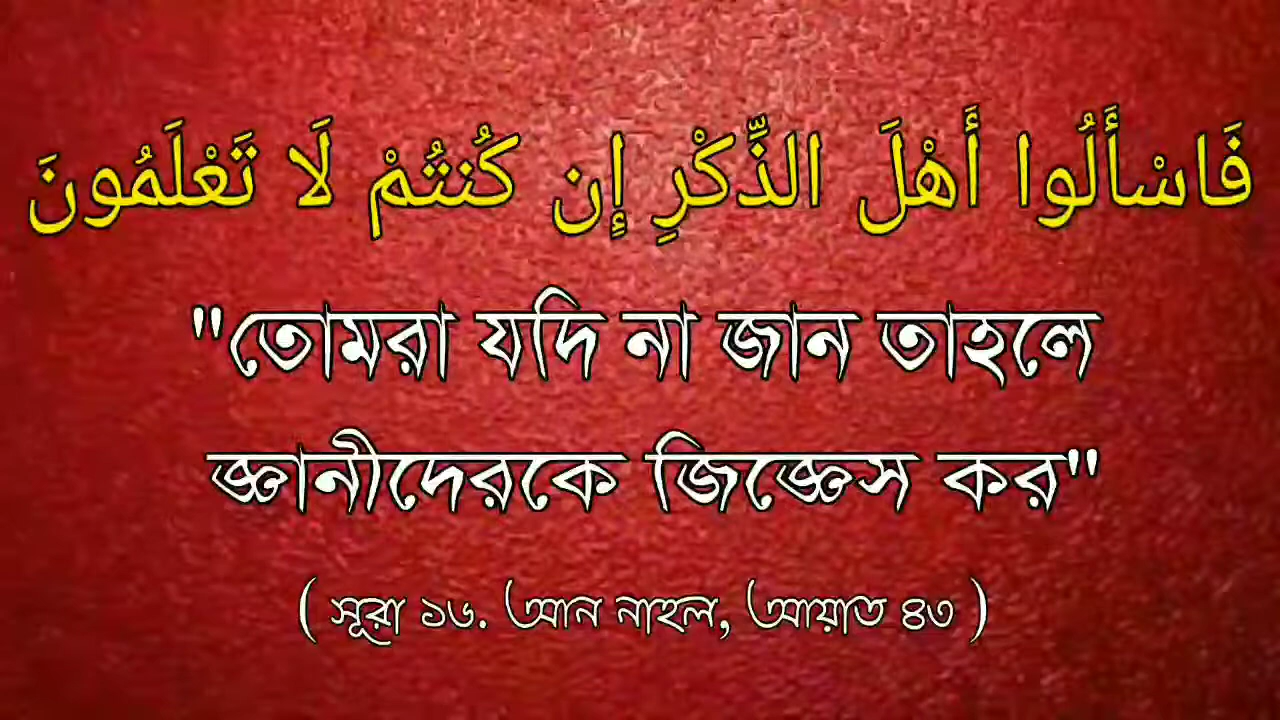 فَاسْأَلُوا أَهْلَ الذِّكْرِ إِن كُنتُمْ لَا تَعْلَمُونَ
"তোমরা যদি না জান তাহলে
জ্ঞানীদেরকে জিজ্ঞেস কর"
( সূরা ১৬. আন নাহল, আয়াত ৪৩ )